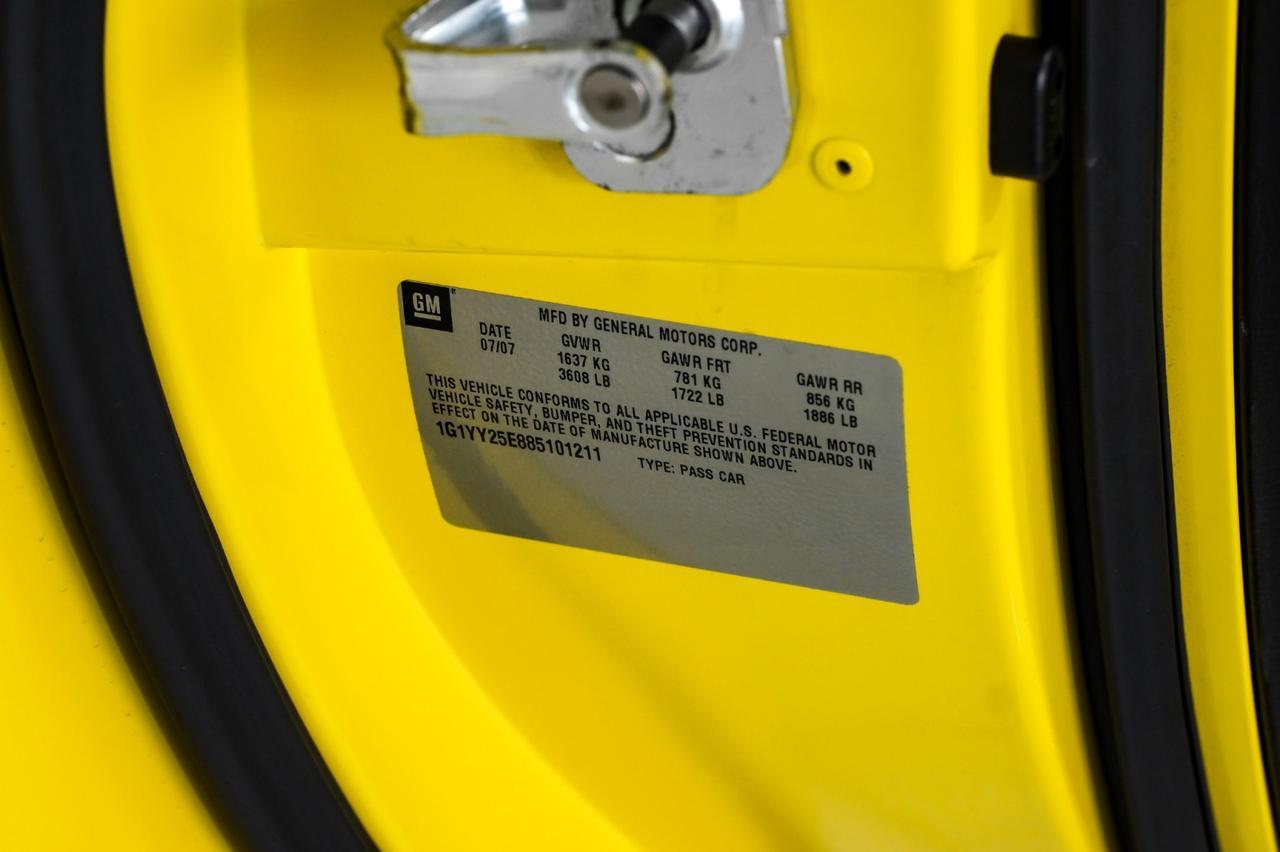 GM
MFD BY GENERAL MOTORS CORP.
DATE GVWR GAWR FRT GAWR RR
07/07 1637 KG 781 KG 856 KG
3608 LB 1722 LB 1886 LB
THIS VEHICLE CONFORMS TO ALL APPLICABLE U.S. FEDERAL MOTOR
VEHICLE SAFETY, BUMPER, AND THEFT PREVENTION STANDARDS IN
EFFECT ON THE DATE OF MANUFACTURE SHOWN ABOVE.
1G1YY25E885101211 TYPE: PASS CAR